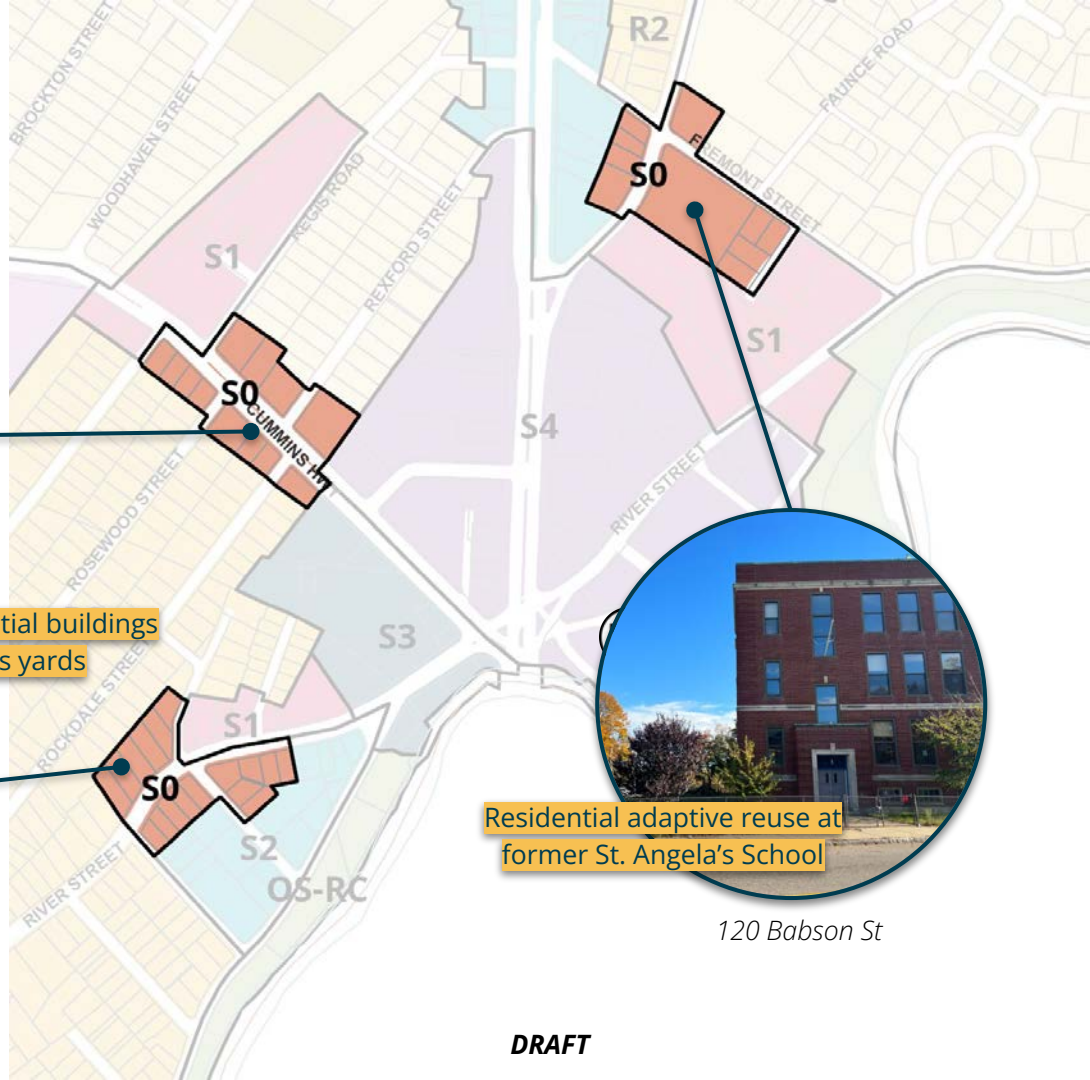 R2
BROCKTON STREET
WOODHAVEN STREET
FAUNCE ROAD
FREMONT STREET
S0
REGIS ROAD
REXFORD STREET
S1
S1
S0
CUMMINS HWY
S4
RIVER STREET
ROSEWOOD STREET
tial buildings
s yards
S3
ROCKDALE STREET
S1
S0
S2
OS-RC
RIVER STREET
Residential adaptive reuse at
former St. Angela’s School
120 Babson St
DRAFT